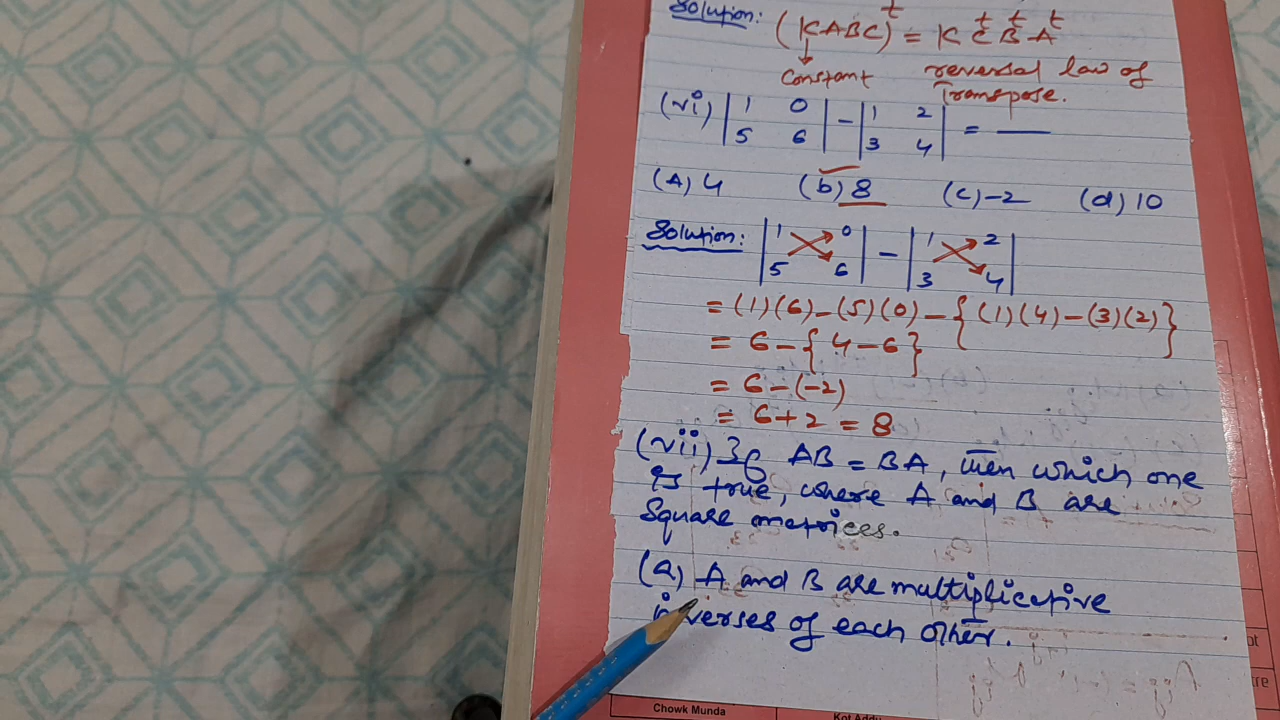 Solution: (KABC)^t = K C^t B^t A^t
Constant reversal law of Transpose.
(vi) |1 0 5 6| - |1 2 3 4| = ___
(A) 4 (b) 8 (c) -2 (d) 10
Solution: |1 0 5 6| - |1 2 3 4|
= (1)(6) - (5)(0) - {(1)(4) - (3)(2)}
= 6 - {4 - 6}
= 6 - (-2)
= 6 + 2 = 8
(vii) If AB = BA, then which one
is true, where A and B are
Square matrices.
(a) A and B are multiplicative
inverses of each other.
Chowk Munda
Kot Addu